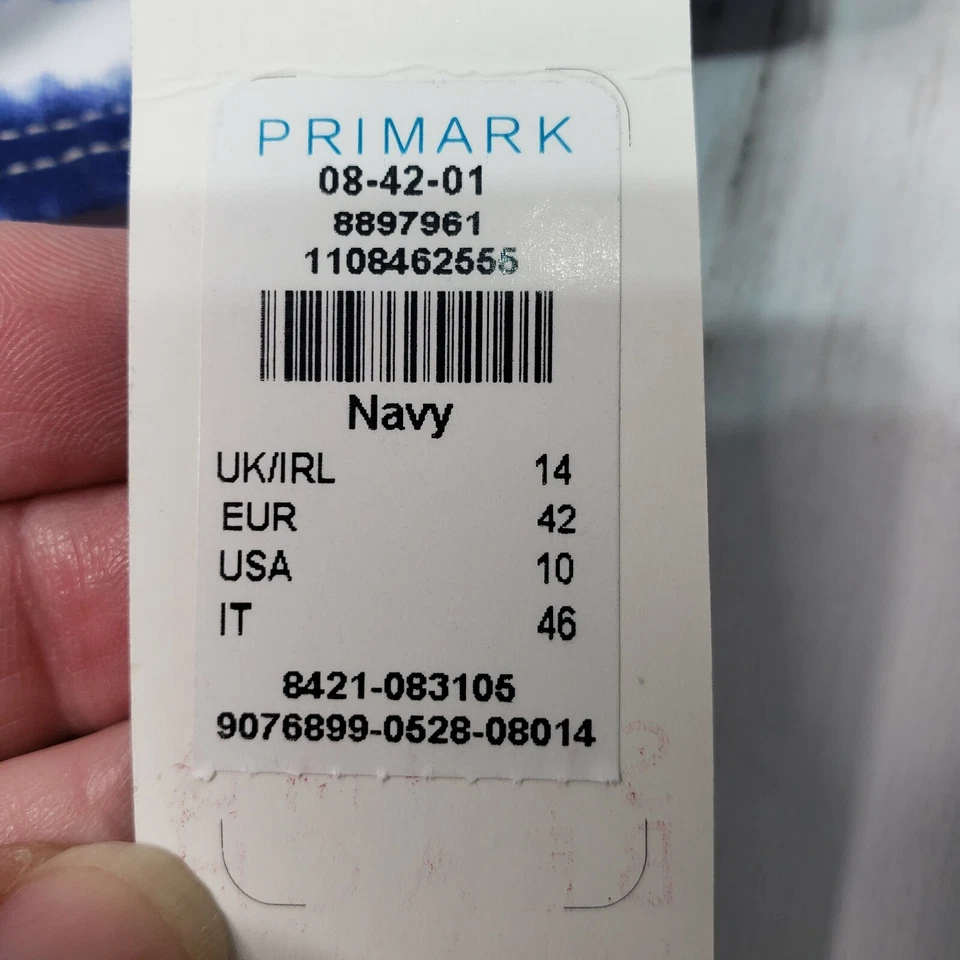 PRIMARK
08-42-01
8897961
1108462555
Navy
UK/IRL 14
EUR 42
USA 10
IT 46
8421-083105
9076899-0528-08014